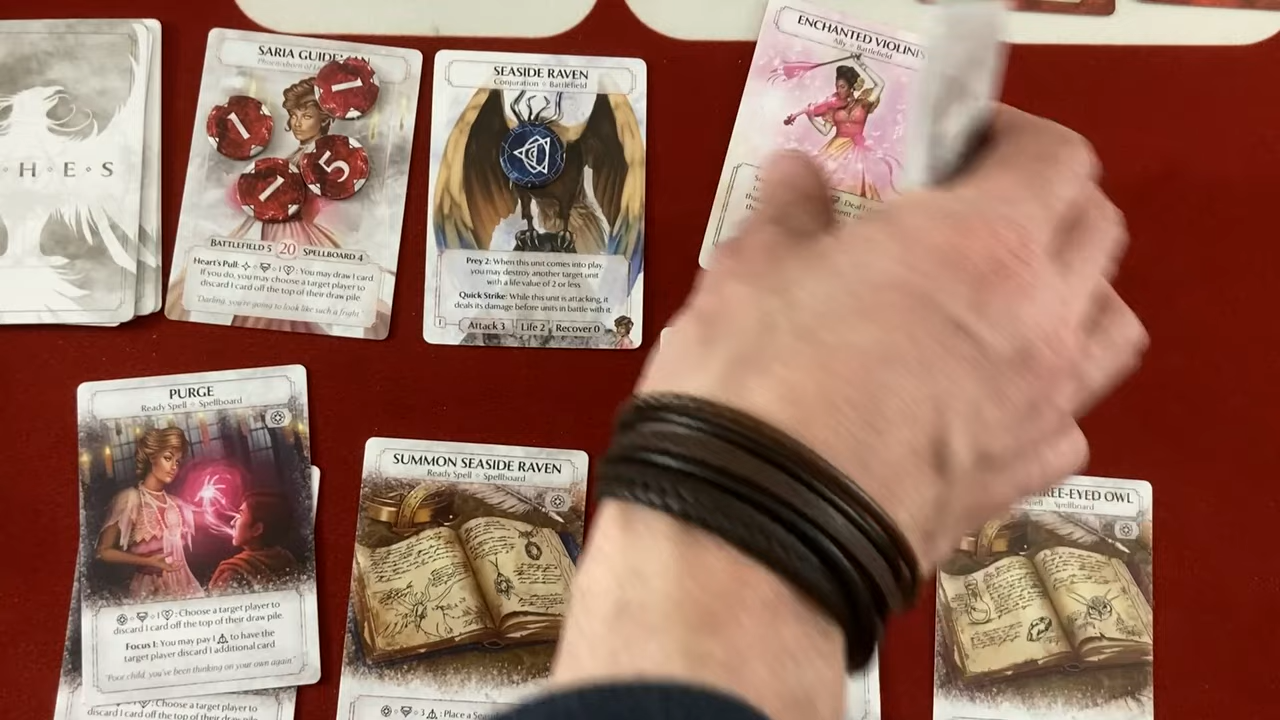 H•E•S
SARIA GUIDE
Phoenixborn of
1
1
1
5
BATTLEFIELD 5 20 SPELLBOARD 4
Heart's Pull: You may draw 1 card
If you do, you may choose a target player to
discard 1 card off the top of their draw pile.
"Darling, you're going to look like such a fright."
SEASIDE RAVEN
Conjuration Battlefield
Prey 2: When this unit comes into play,
you may destroy another target unit
with a life value of 2 or less
Quick Strike: While this unit is attacking, it
deals its damage before units in battle with it.
1
Attack 3 Life 2 Recover 0
ENCHANTED VIOLINIS
Ally Battlefield
: Deal
PURGE
Ready Spell Spellboard
1 : Choose a target player to
discard 1 card off the top of their draw pile.
Focus 1: You may pay 1 to have the
target player discard 1 additional card
"Poor child, you've been thinking on your own again."
: Choose a target player to
discard 1 card off the top of their draw pile.
SUMMON SEASIDE RAVEN
Ready Spell Spellboard
3 : Place a
REE-EYED OWL
Spellboard